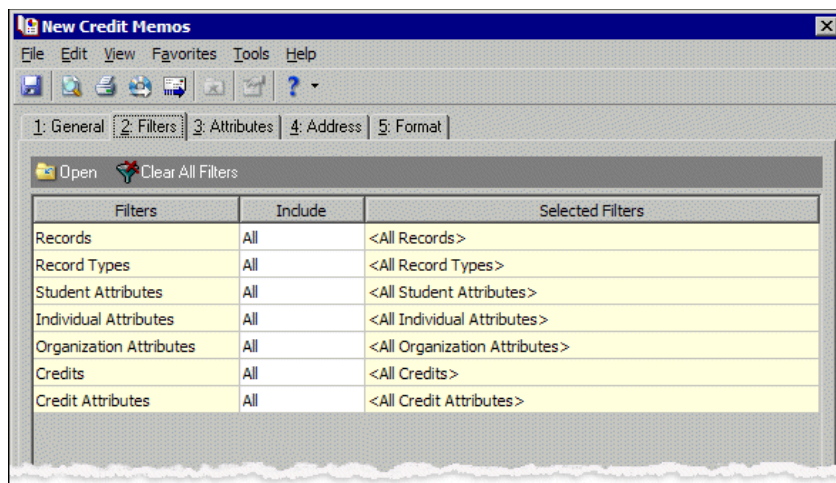 New Credit Memos
File Edit View Favorites Tools Help
1: General 2: Filters 3: Attributes 4: Address 5: Format
Open Clear All Filters
Filters Include Selected Filters
Records All <All Records>
Record Types All <All Record Types>
Student Attributes All <All Student Attributes>
Individual Attributes All <All Individual Attributes>
Organization Attributes All <All Organization Attributes>
Credits All <All Credits>
Credit Attributes All <All Credit Attributes>